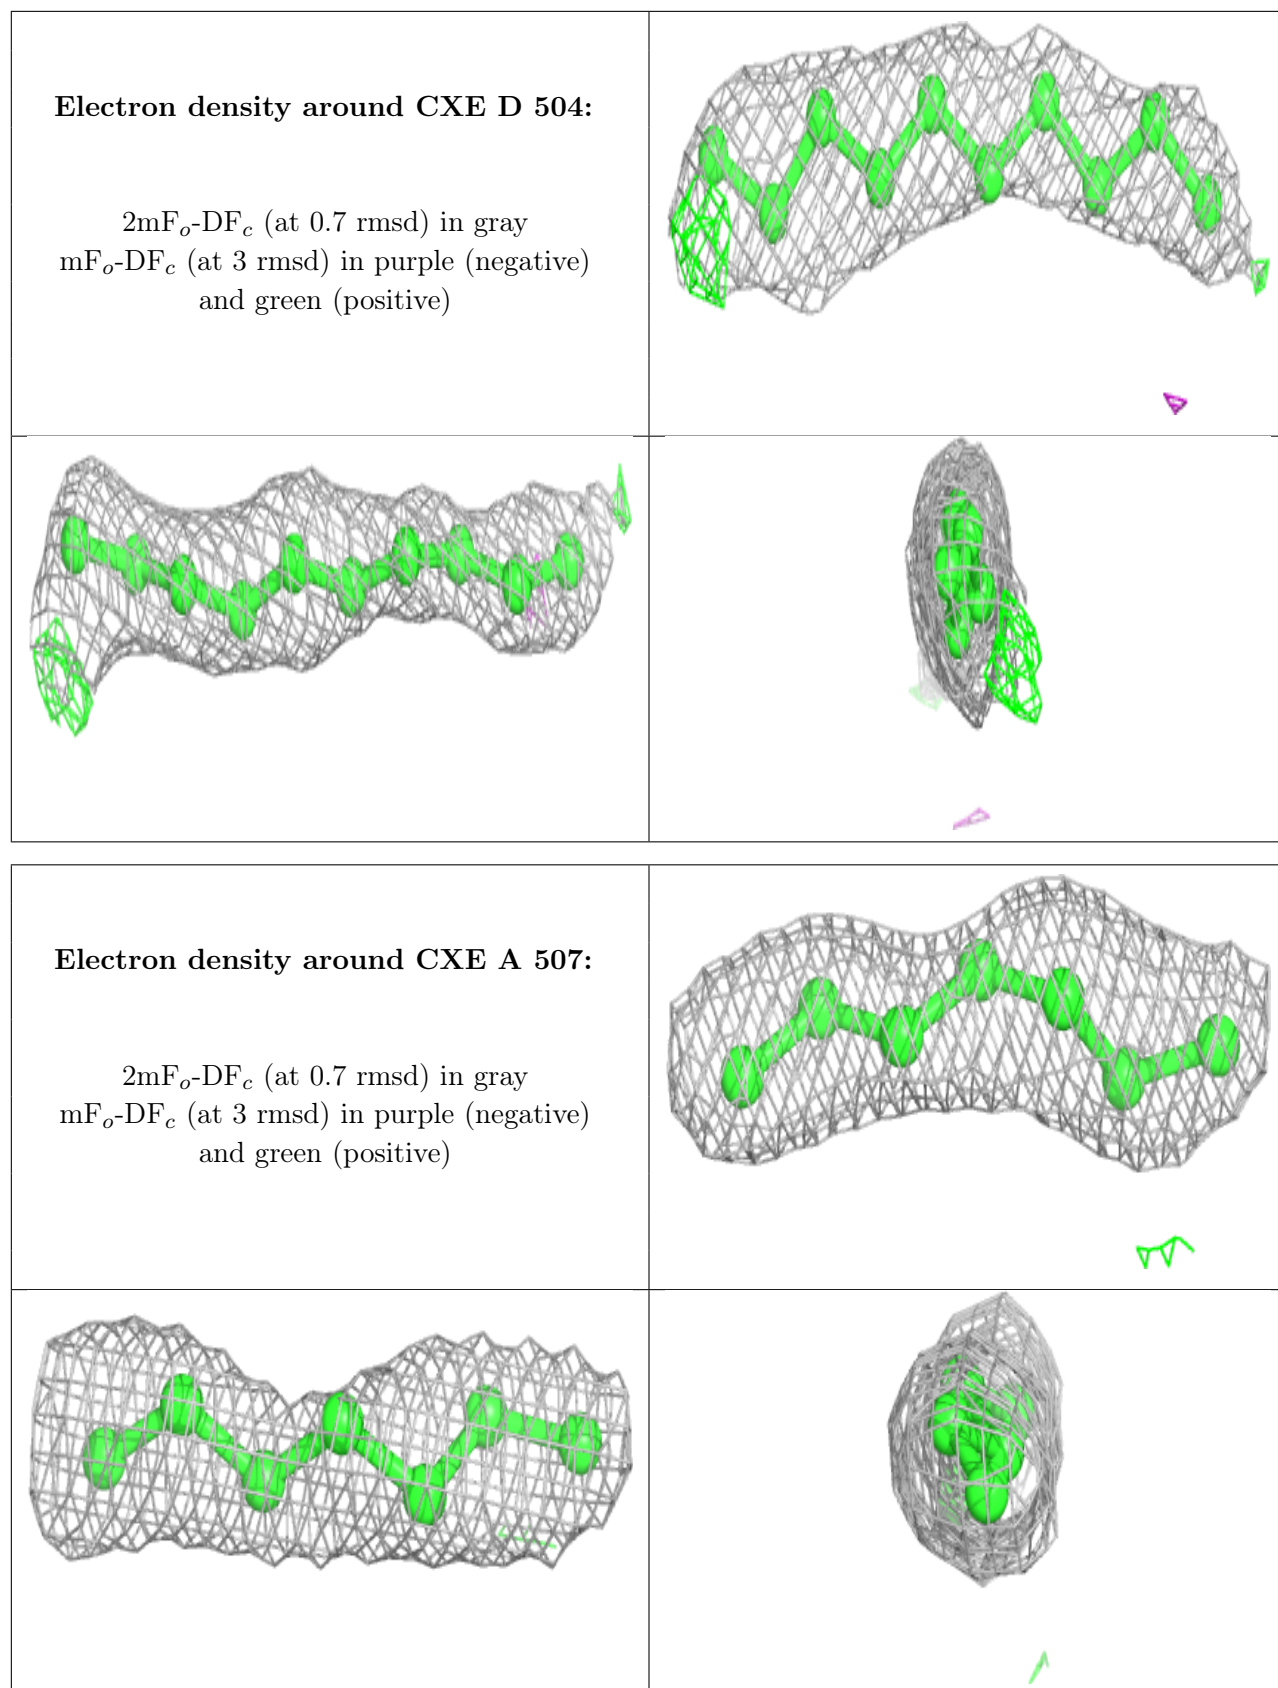 Electron density around CXE D 504:
2mFₒ-DF𝒸 (at 0.7 rmsd) in gray
mFₒ-DF𝒸 (at 3 rmsd) in purple (negative)
and green (positive)
Electron density around CXE A 507:
2mFₒ-DF𝒸 (at 0.7 rmsd) in gray
mFₒ-DF𝒸 (at 3 rmsd) in purple (negative)
and green (positive)